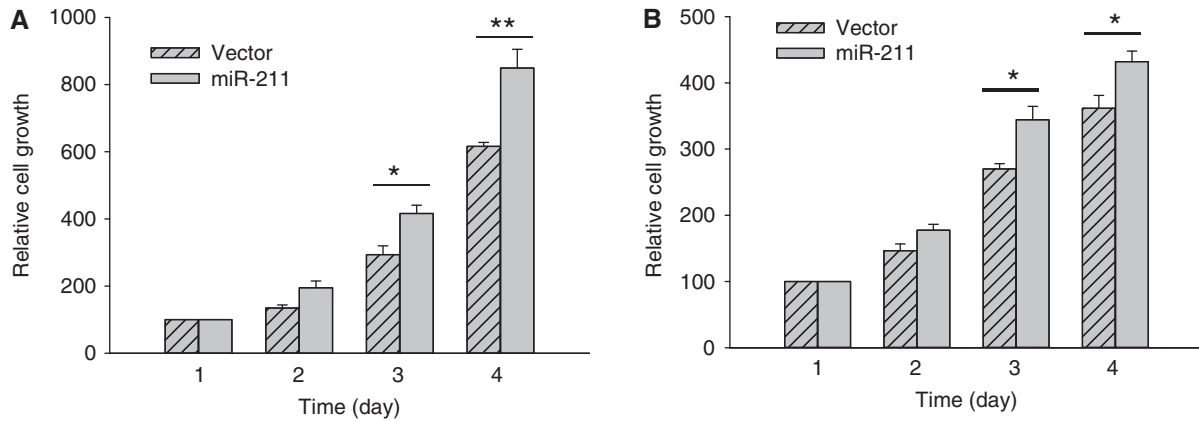 A
1000
800
600
400
200
0
Relative cell growth
Vector
miR-211
*
**
1 2 3 4
Time (day)
B
500
400
300
200
100
0
Relative cell growth
Vector
miR-211
*
*
1 2 3 4
Time (day)